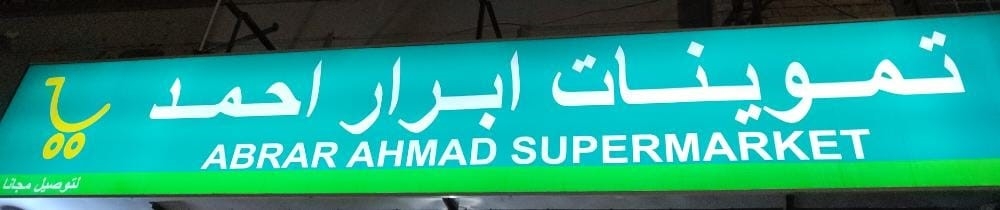 تموينات ابرار احمد
ABRAR AHMAD SUPERMARKET
لتوصيل مجانا